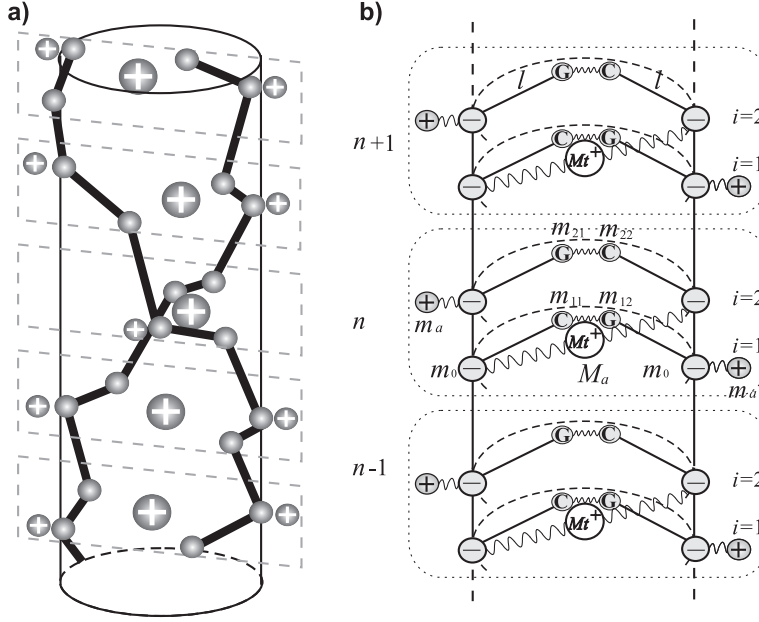 a)
+ + +
+ + +
+ +
+ + +
+ + +
b)
l l
G C
+ − − i=2
n+1
C G
Mt+
− − + i=1
m₂₁ m₂₂
G C
+ − − i=2
n
mₐ m₁₁ m₁₂
C G i=1
Mt+
m₀ − Mₐ m₀ − +
mₐ
G C
n-1
+ − − i=2
C G
Mt+
− − + i=1